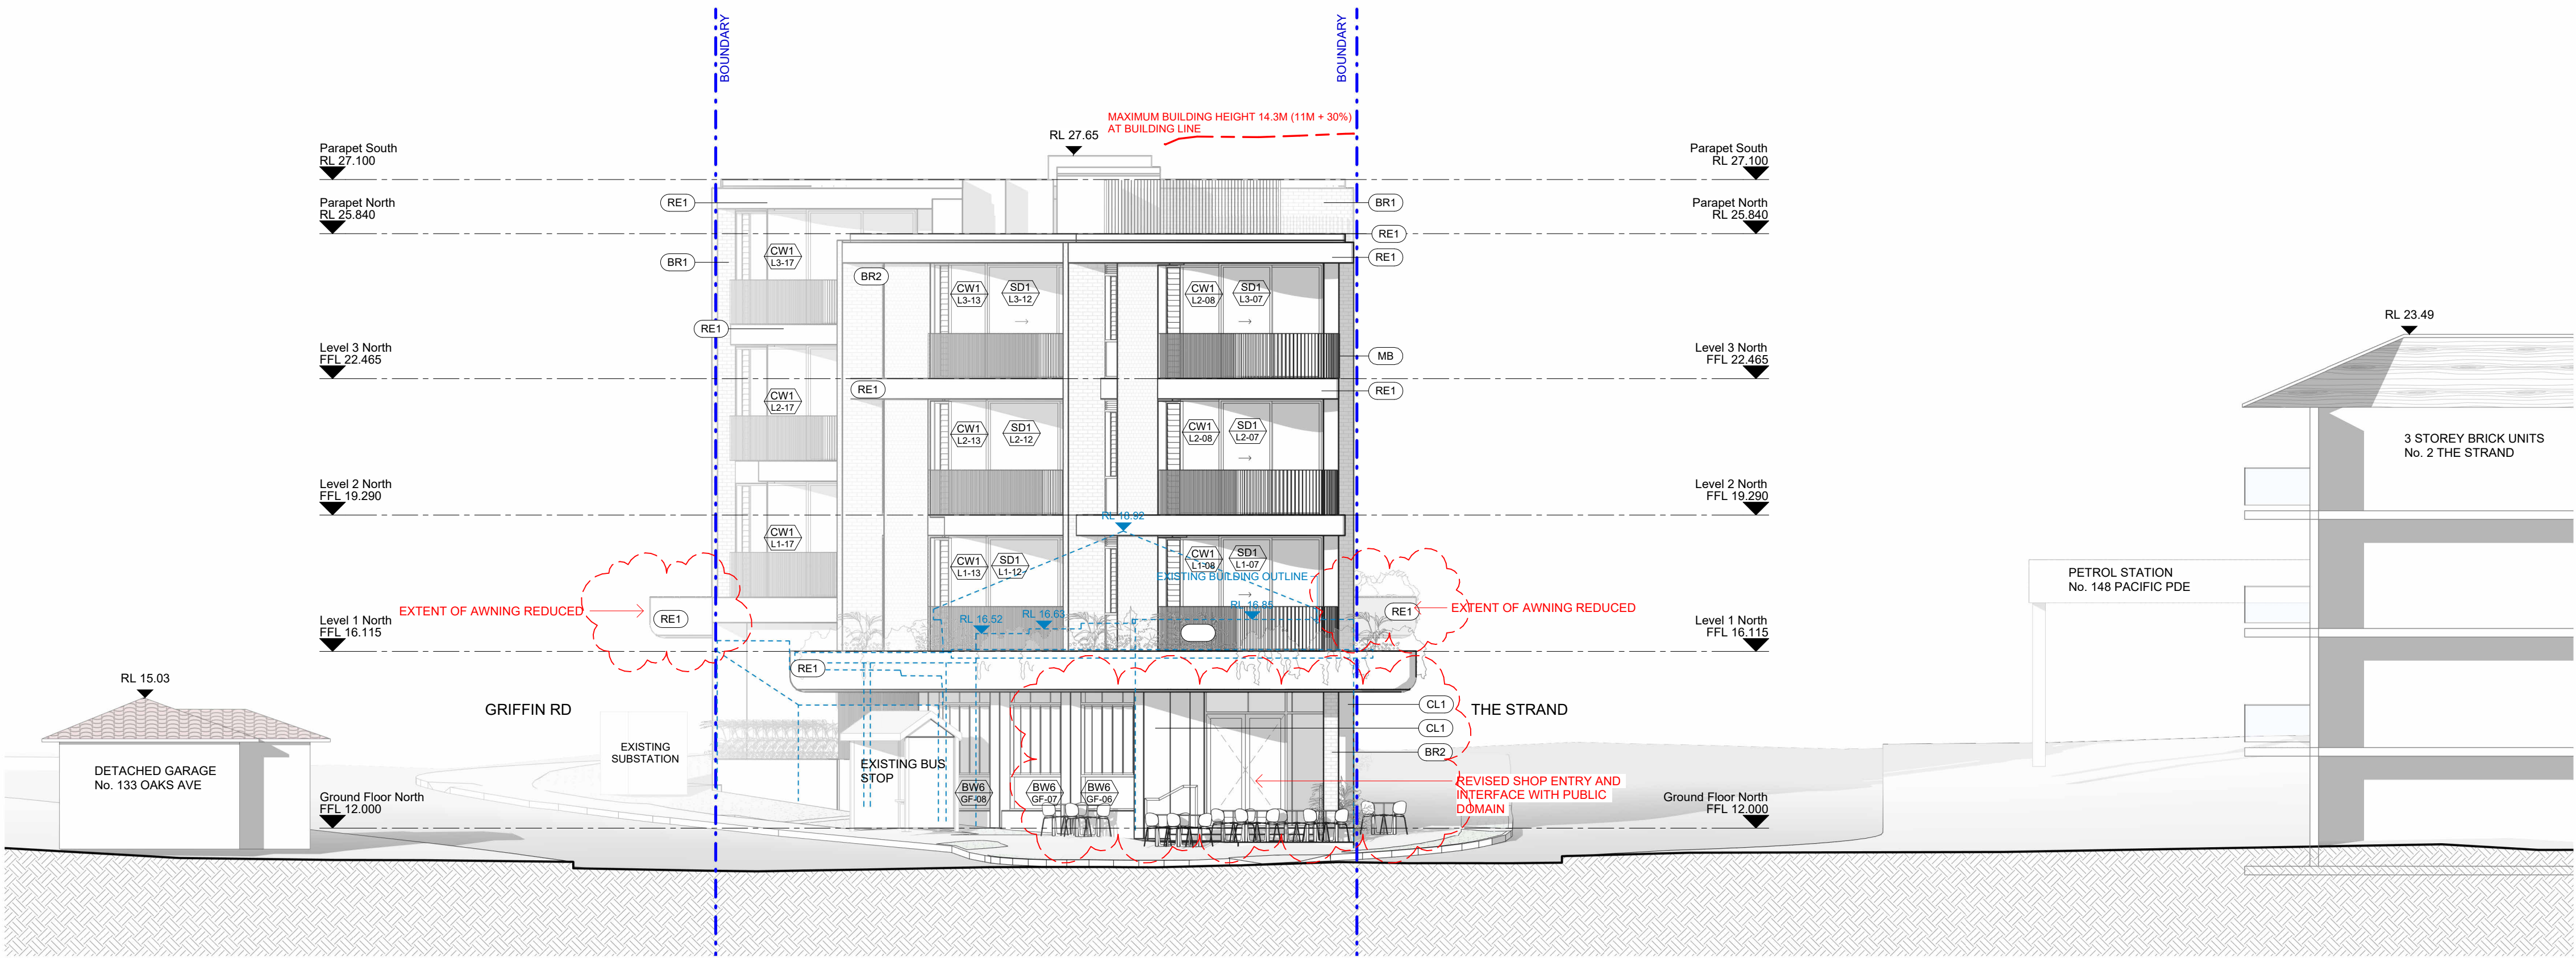 BOUNDARY
BOUNDARY
MAXIMUM BUILDING HEIGHT 14.3M (11M + 30%)
AT BUILDING LINE
RL 27.65
Parapet South
RL 27.100
Parapet South
RL 27.100
Parapet North
RL 25.840
RE1
BR1
Parapet North
RL 25.840
RE1
BR1
CW1
L3-17
BR2
RE1
CW1
L3-13
SD1
L3-12
CW1
L2-08
SD1
L3-07
RE1
RL 23.49
Level 3 North
FFL 22.465
MB
Level 3 North
FFL 22.465
RE1
RE1
CW1
L2-17
CW1
L2-13
SD1
L2-12
CW1
L2-08
SD1
L2-07
3 STOREY BRICK UNITS
No. 2 THE STRAND
Level 2 North
FFL 19.290
Level 2 North
FFL 19.290
RL 18.92
CW1
L1-17
CW1
L1-13
SD1
L1-12
CW1
L1-08
SD1
L1-07
EXISTING BUILDING OUTLINE
PETROL STATION
No. 148 PACIFIC PDE
EXTENT OF AWNING REDUCED
RE1
RL 16.52
RL 16.63
RL 16.85
RE1
EXTENT OF AWNING REDUCED
Level 1 North
FFL 16.115
Level 1 North
FFL 16.115
RE1
RL 15.03
GRIFFIN RD
CL1
THE STRAND
CL1
EXISTING
SUBSTATION
BR2
DETACHED GARAGE
No. 133 OAKS AVE
EXISTING BUS
STOP
BW6
GF-08
BW6
GF-07
BW6
GF-06
REVISED SHOP ENTRY AND
INTERFACE WITH PUBLIC
DOMAIN
Ground Floor North
FFL 12.000
Ground Floor North
FFL 12.000